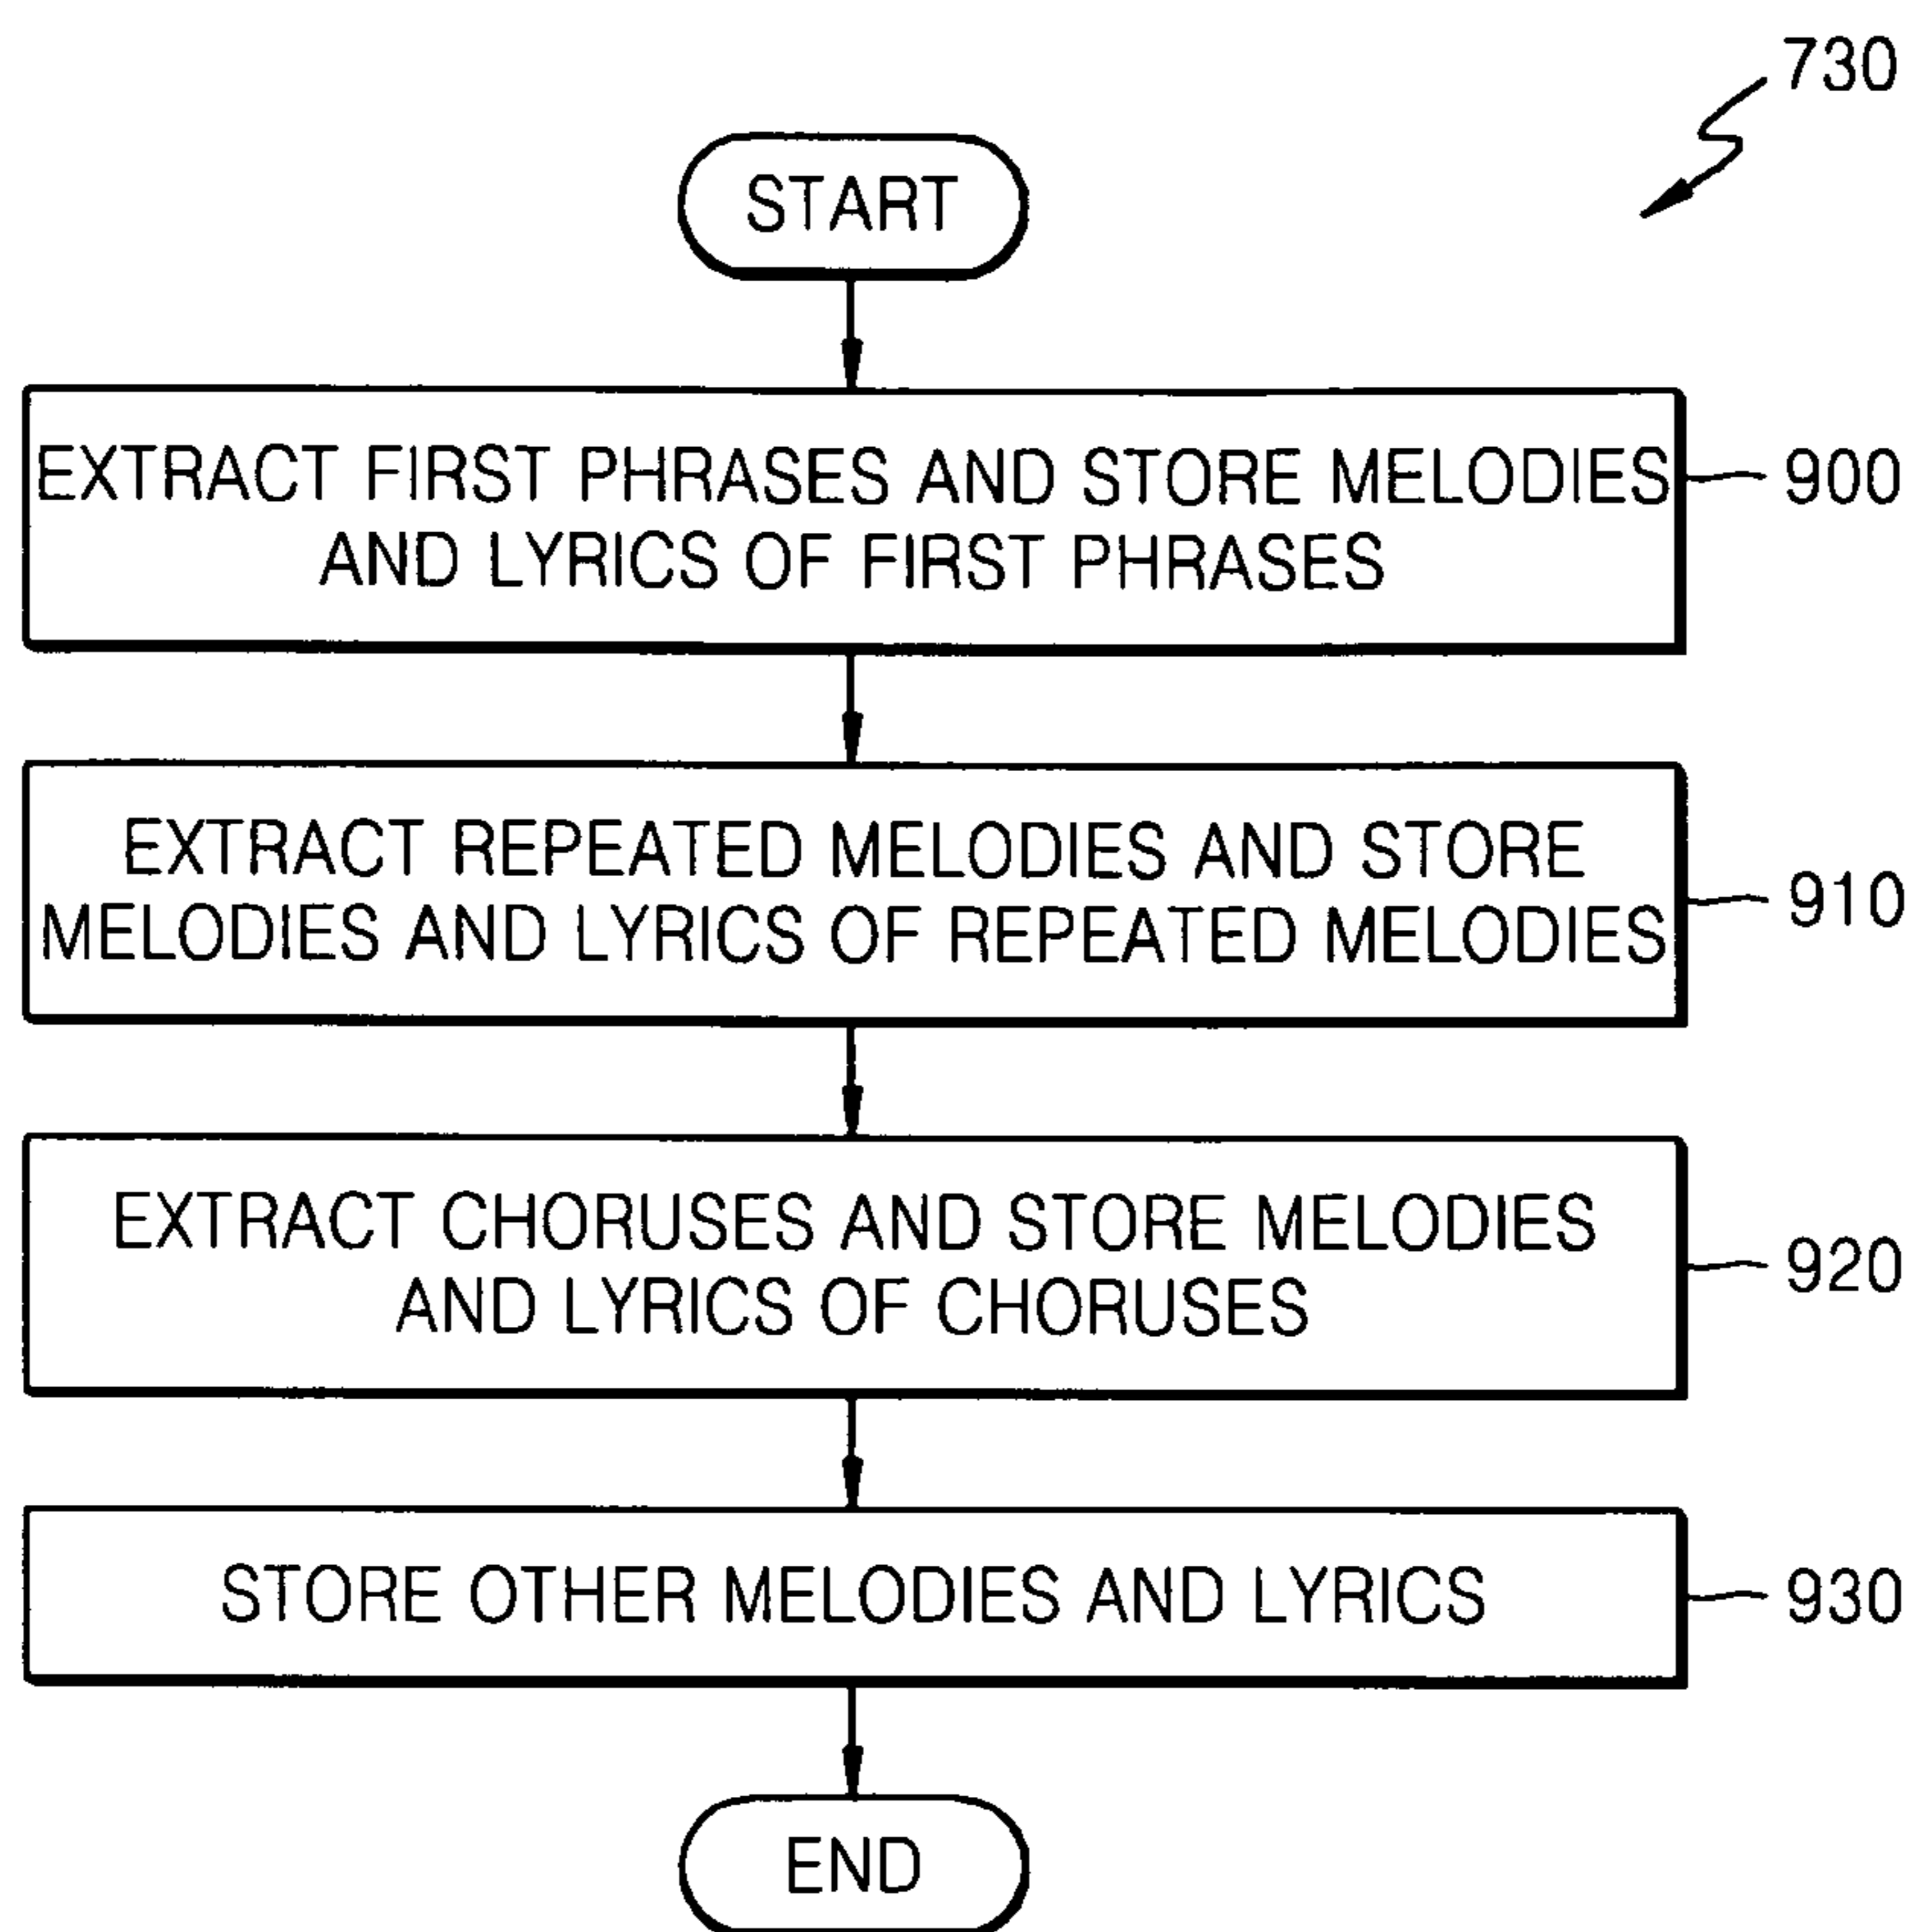 730
START
EXTRACT FIRST PHRASES AND STORE MELODIES
AND LYRICS OF FIRST PHRASES
900
EXTRACT REPEATED MELODIES AND STORE
MELODIES AND LYRICS OF REPEATED MELODIES
910
EXTRACT CHORUSES AND STORE MELODIES
AND LYRICS OF CHORUSES
920
STORE OTHER MELODIES AND LYRICS
930
END